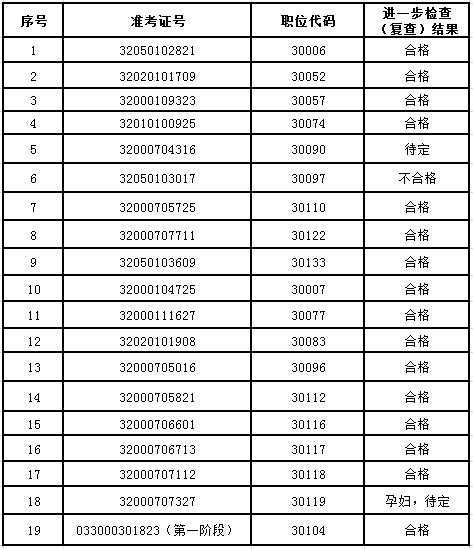 序号 准考证号 职位代码 进一步检查
（复查）结果
1 32050102821 30006 合格
2 32020101709 30052 合格
3 32000109323 30057 合格
4 32010100925 30074 合格
5 32000704316 30090 待定
6 32050103017 30097 不合格
7 32000705725 30110 合格
8 32000707711 30122 合格
9 32050103609 30133 合格
10 32000104725 30007 合格
11 32000111627 30077 合格
12 32020101908 30083 合格
13 32000705016 30096 合格
14 32000705821 30112 合格
15 32000706601 30116 合格
16 32000706713 30117 合格
17 32000707112 30118 合格
18 32000707327 30119 孕妇，待定
19 033000301823（第一阶段） 30104 合格